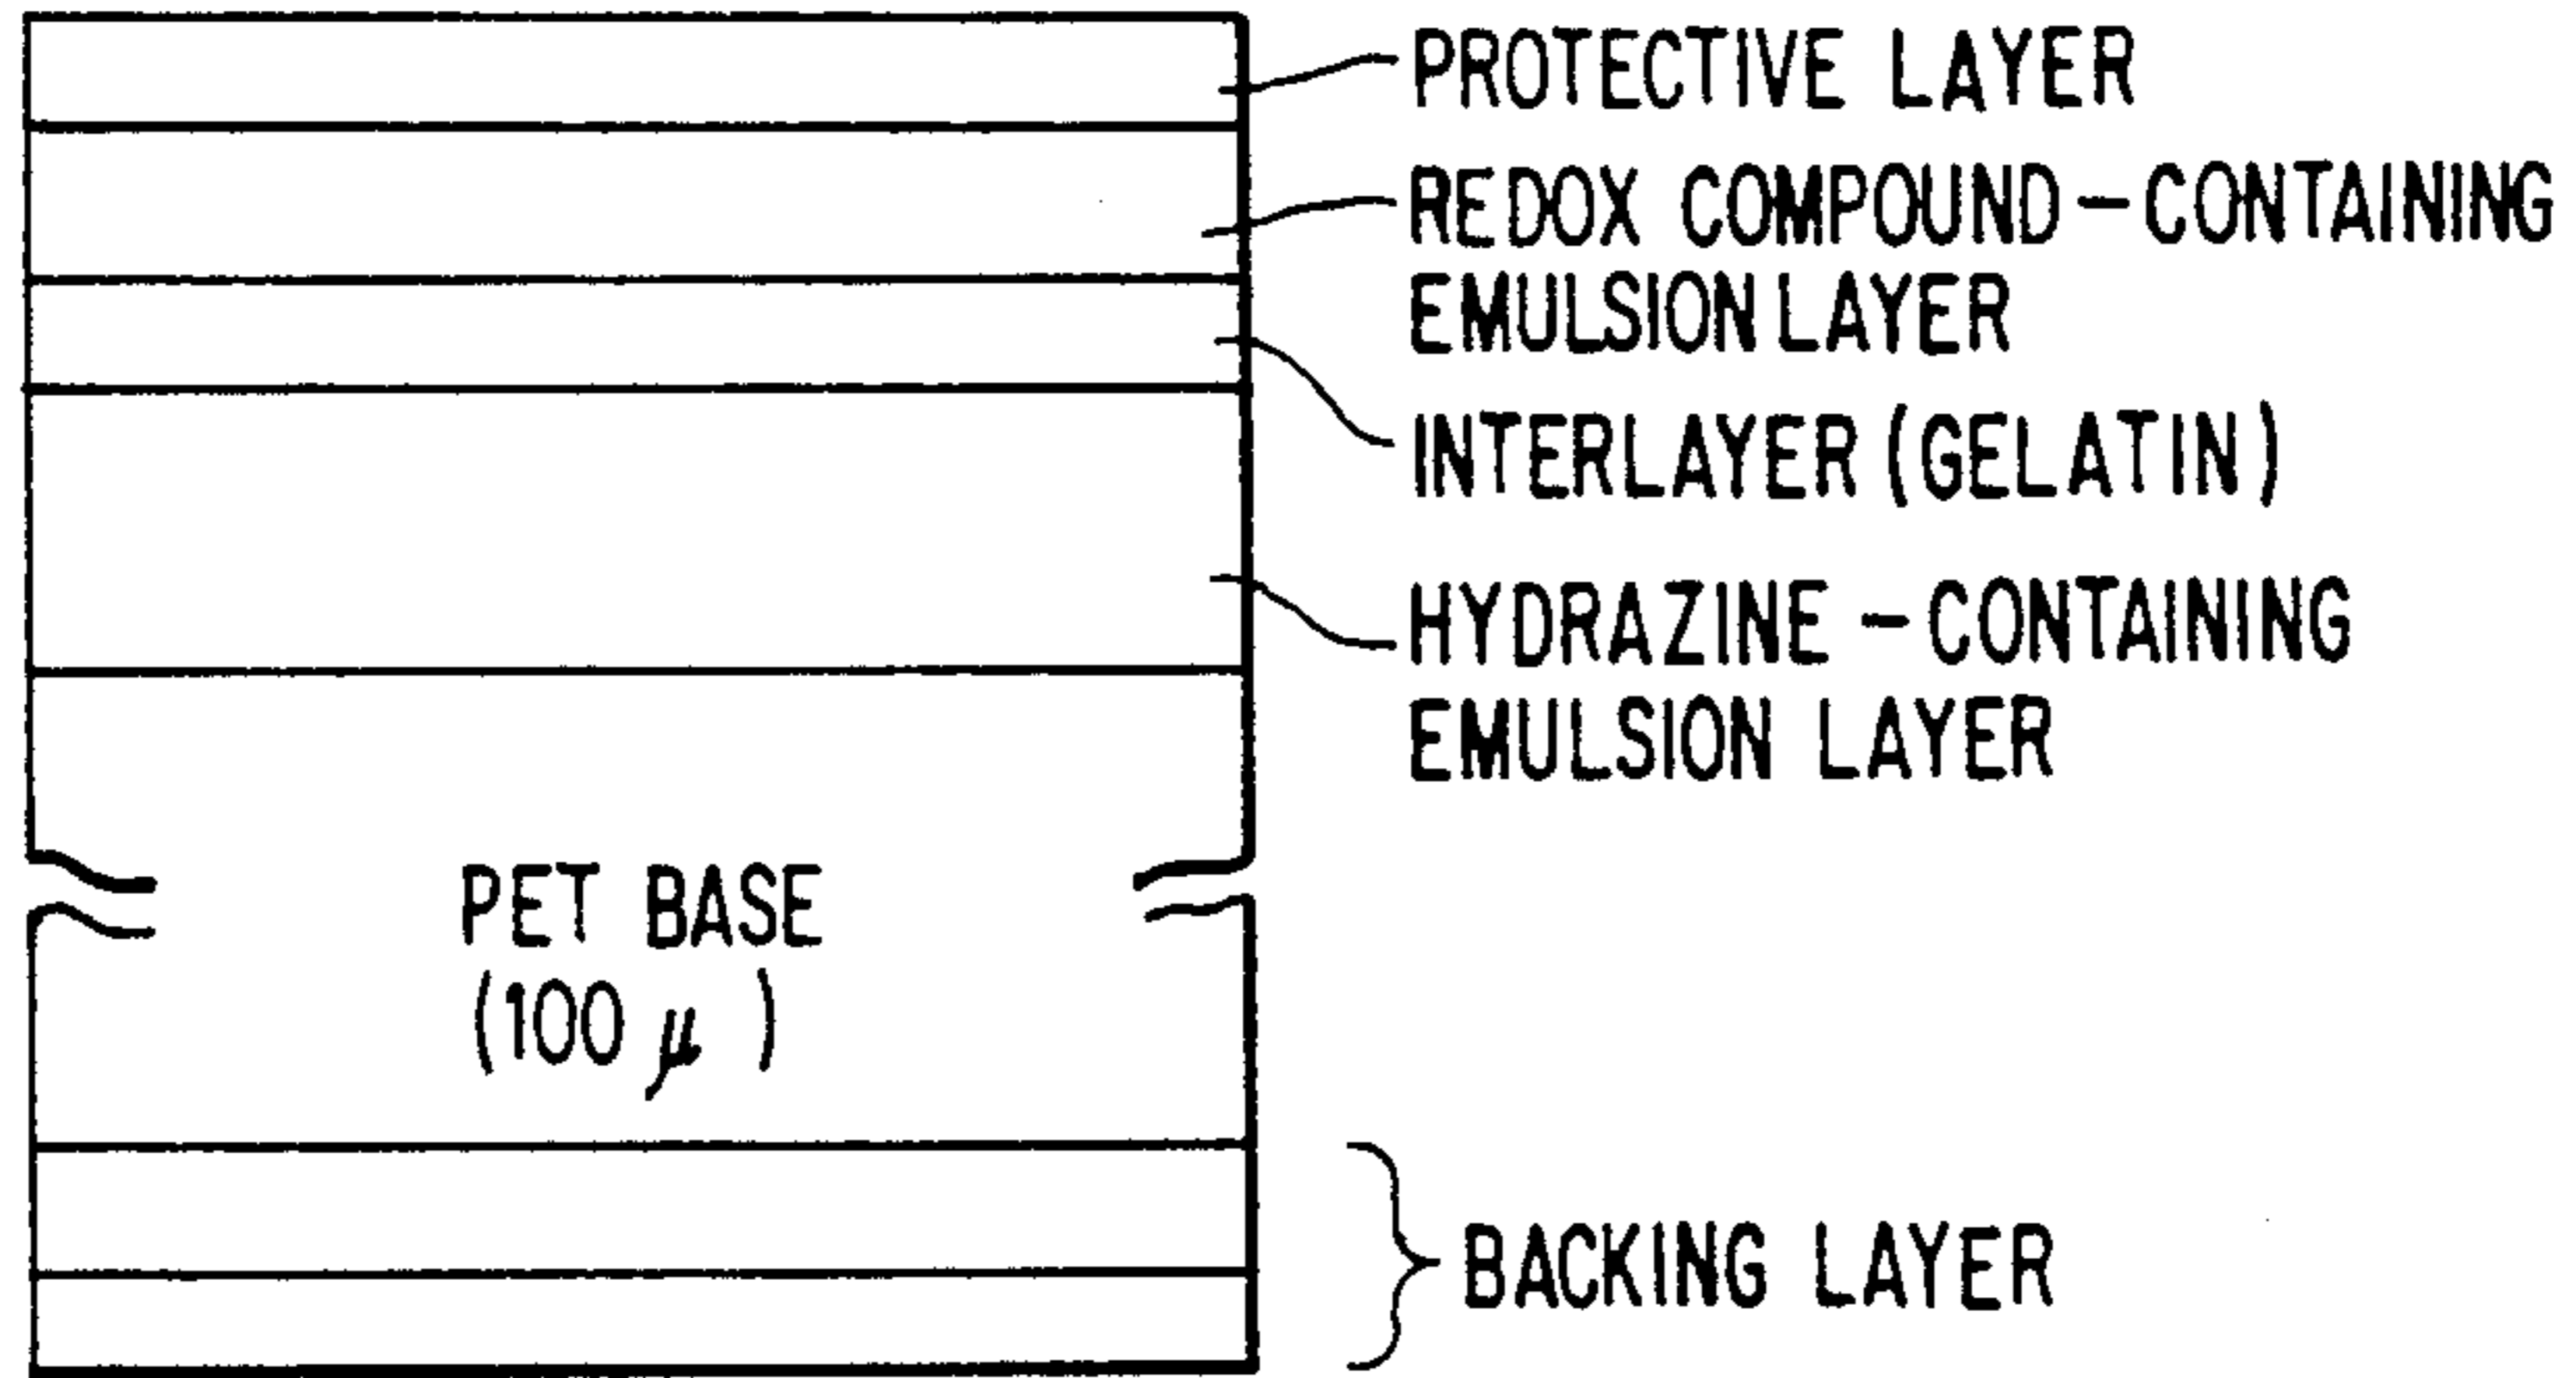 PROTECTIVE LAYER
REDOX COMPOUND-CONTAINING
EMULSION LAYER
INTERLAYER (GELATIN)
HYDRAZINE-CONTAINING
EMULSION LAYER
PET BASE
(100 μ)
BACKING LAYER